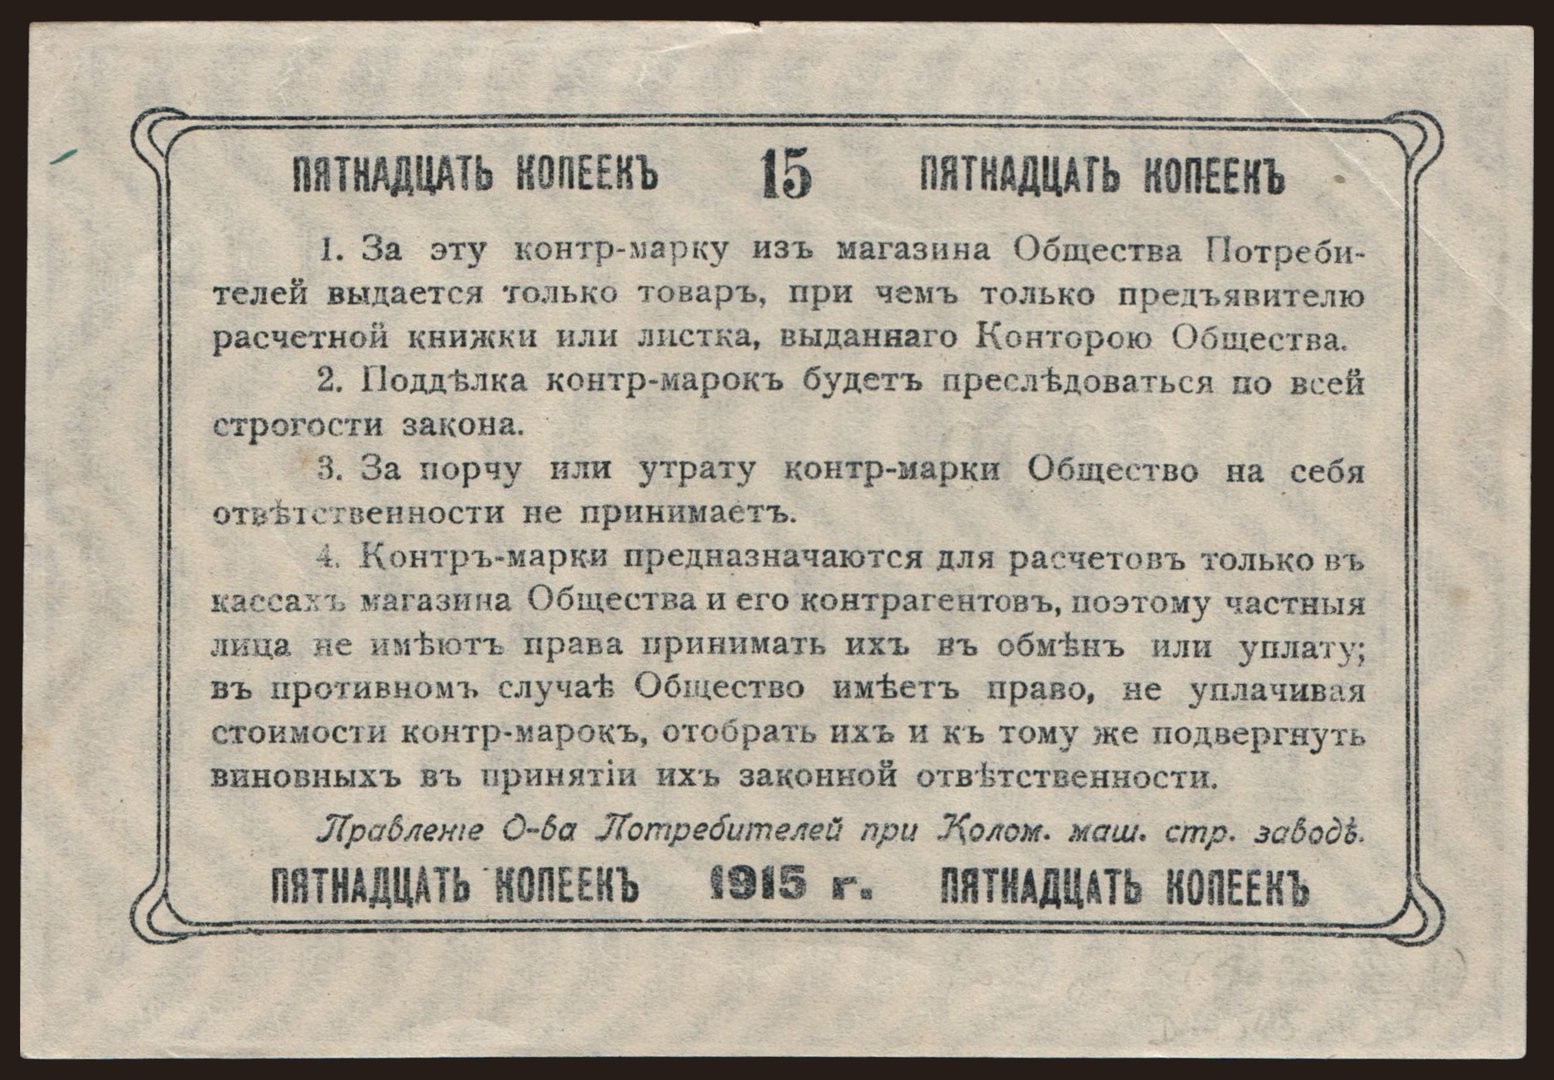 ПЯТНАДЦАТЬ КОПЕЕКЪ 15 ПЯТНАДЦАТЬ КОПЕЕКЪ
1. За эту контр-марку изъ магазина Общества Потреби-
телей выдается только товаръ, при чемъ только предъявителю
расчетной книжки или листка, выданнаго Конторою Общества.
2. Поддѣлка контр-марокъ будетъ преслѣдоваться по всей
строгости закона.
3. За порчу или утрату контр-марки Общество на себя
отвѣтственности не принимаетъ.
4. Контръ-марки предназначаются для расчетовъ только въ
кассахъ магазина Общества и его контрагентовъ, поэтому частныя
лица не имѣютъ права принимать ихъ въ обмѣнъ или уплату;
въ противномъ случаѣ Общество имѣетъ право, не уплачивая
стоимости контр-марокъ, отобрать ихъ и къ тому же подвергнуть
виновныхъ въ принятіи ихъ законной отвѣтственности.
Правленіе О-ва Потребителей при Колом. маш. стр. заводѣ.
ПЯТНАДЦАТЬ КОПЕЕКЪ 1915 г. ПЯТНАДЦАТЬ КОПЕЕКЪ